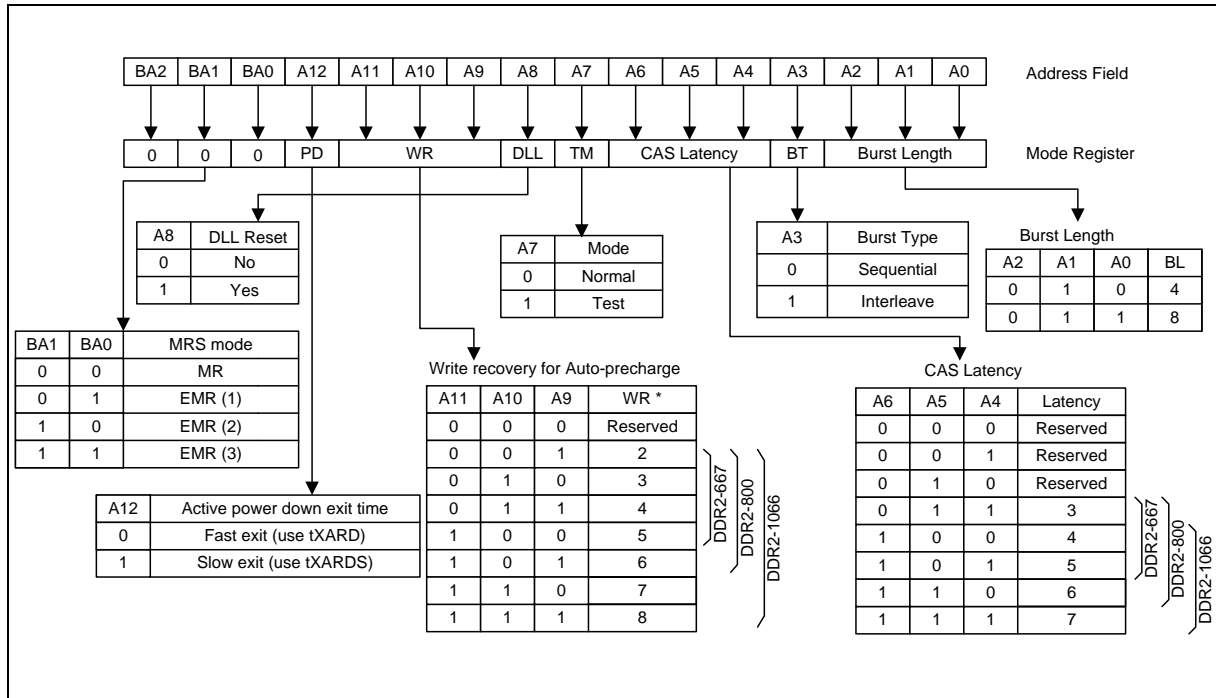 BA2 BA1 BA0 A12 A11 A10 A9 A8 A7 A6 A5 A4 A3 A2 A1 A0 Address Field
0 0 0 PD WR DLL TM CAS Latency BT Burst Length Mode Register
A8 DLL Reset
0 No
1 Yes
A7 Mode
0 Normal
1 Test
A3 Burst Type
0 Sequential
1 Interleave
Burst Length
A2 A1 A0 BL
0 1 0 4
0 1 1 8
BA1 BA0 MRS mode
0 0 MR
0 1 EMR (1)
1 0 EMR (2)
1 1 EMR (3)
A12 Active power down exit time
0 Fast exit (use tXARD)
1 Slow exit (use tXARDS)
Write recovery for Auto-precharge
A11 A10 A9 WR *
0 0 0 Reserved
0 0 1 2
0 1 0 3
0 1 1 4
1 0 0 5
1 0 1 6
1 1 0 7
1 1 1 8
DDR2-667
DDR2-800
DDR2-1066
CAS Latency
A6 A5 A4 Latency
0 0 0 Reserved
0 0 1 Reserved
0 1 0 Reserved
0 1 1 3
1 0 0 4
1 0 1 5
1 1 0 6
1 1 1 7
DDR2-667
DDR2-800
DDR2-1066